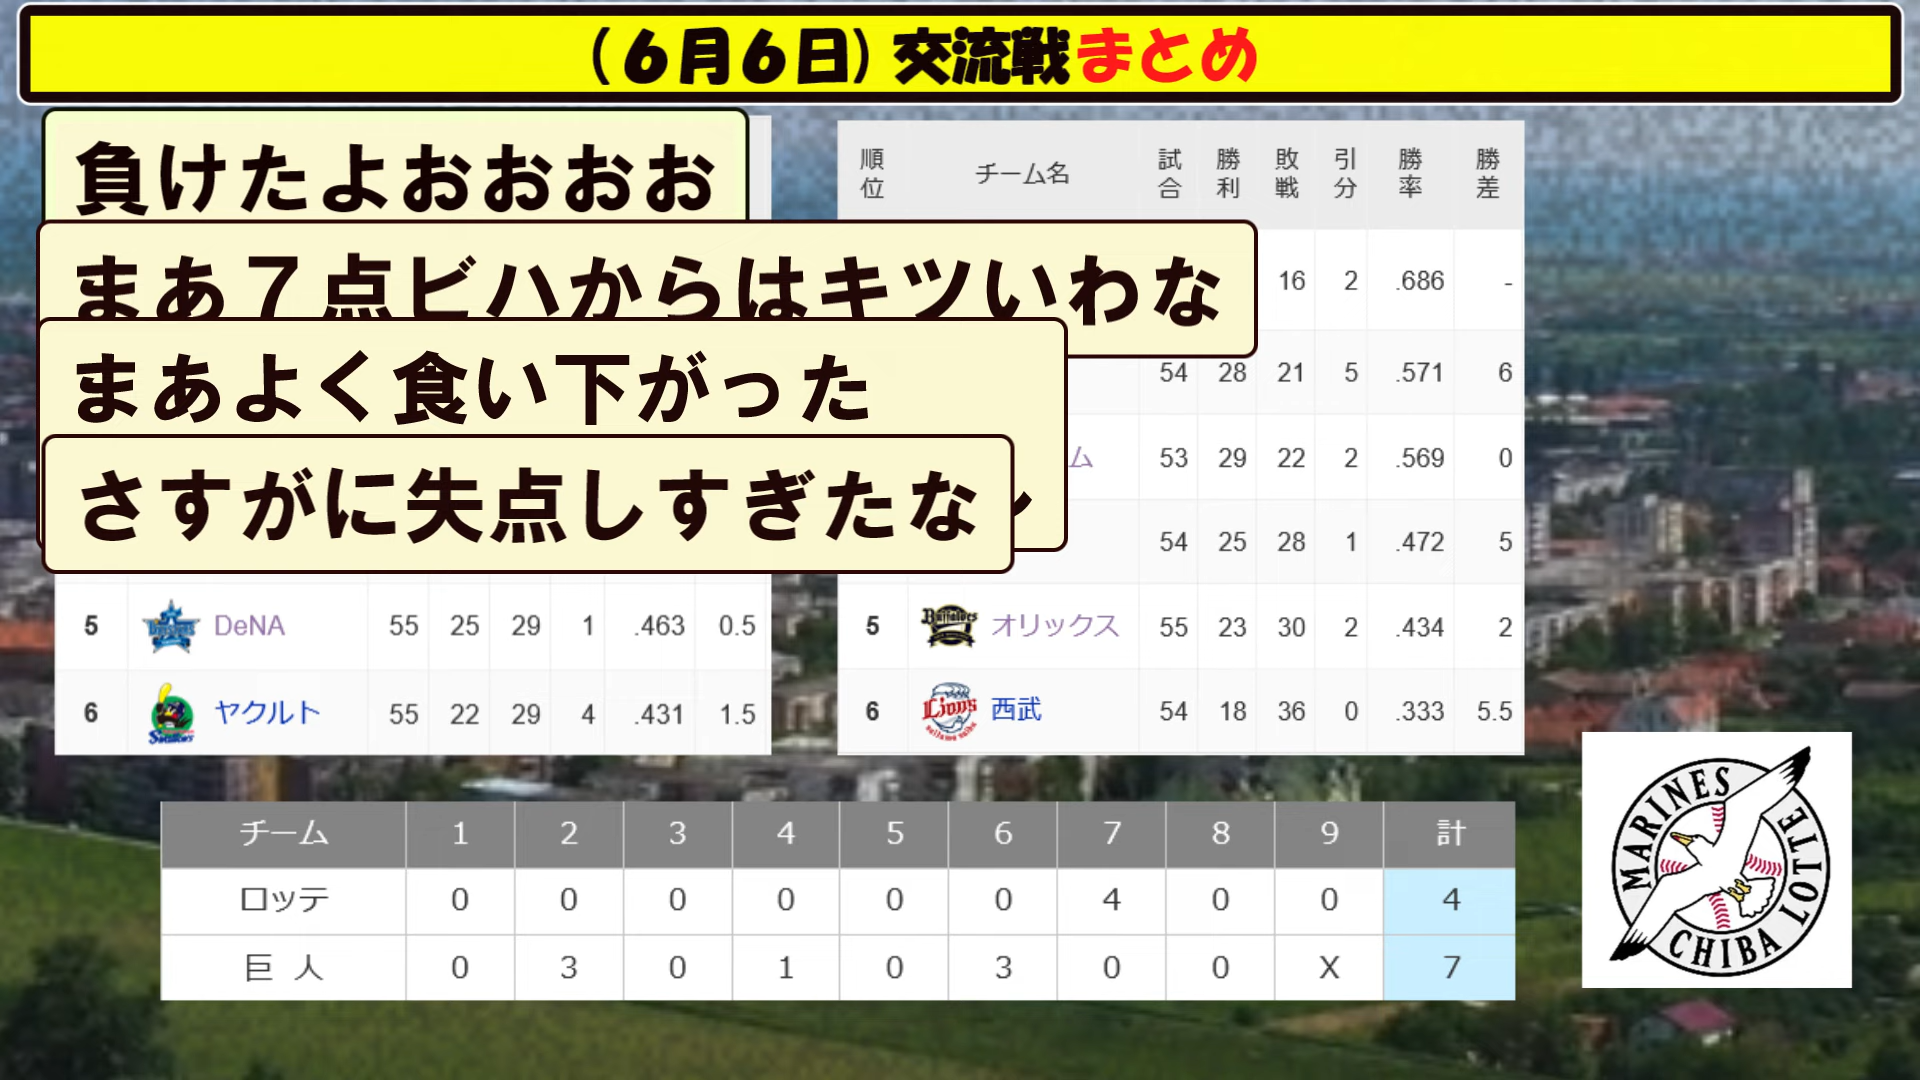 (6月6日)交流戦まとめ
負けたよおおおお
まあ７点ビハからはキツいわな
まあよく食い下がった
さすがに失点しすぎたな
順位 チーム名 試合 勝利 敗戦 引分 勝率 勝差
16 2 .686 -
54 28 21 5 .571 6
ム 53 29 22 2 .569 0
54 25 28 1 .472 5
5 DeNA 55 25 29 1 .463 0.5
5 Buffaloes オリックス 55 23 30 2 .434 2
6 ヤクルト 55 22 29 4 .431 1.5
6 Lions 西武 54 18 36 0 .333 5.5
チーム 1 2 3 4 5 6 7 8 9 計
ロッテ 0 0 0 0 0 0 4 0 0 4
巨人 0 3 0 1 0 3 0 0 X 7
MARINES
CHIBA LOTTE